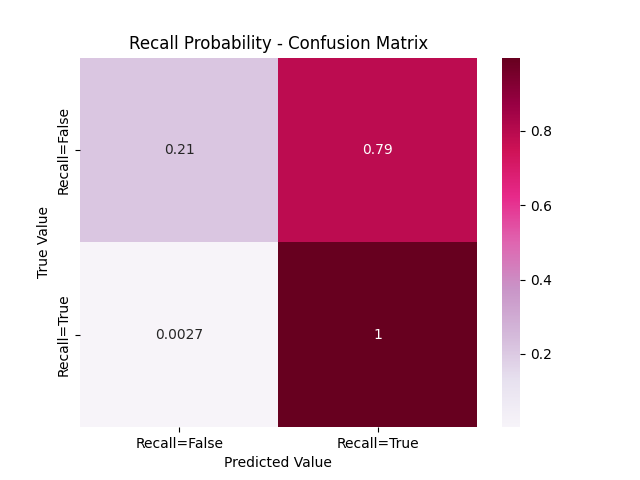 Recall Probability - Confusion Matrix
True Value
Recall=False
0.21
0.79
Recall=True
0.0027
1
Recall=False
Recall=True
Predicted Value
0.8
0.6
0.4
0.2